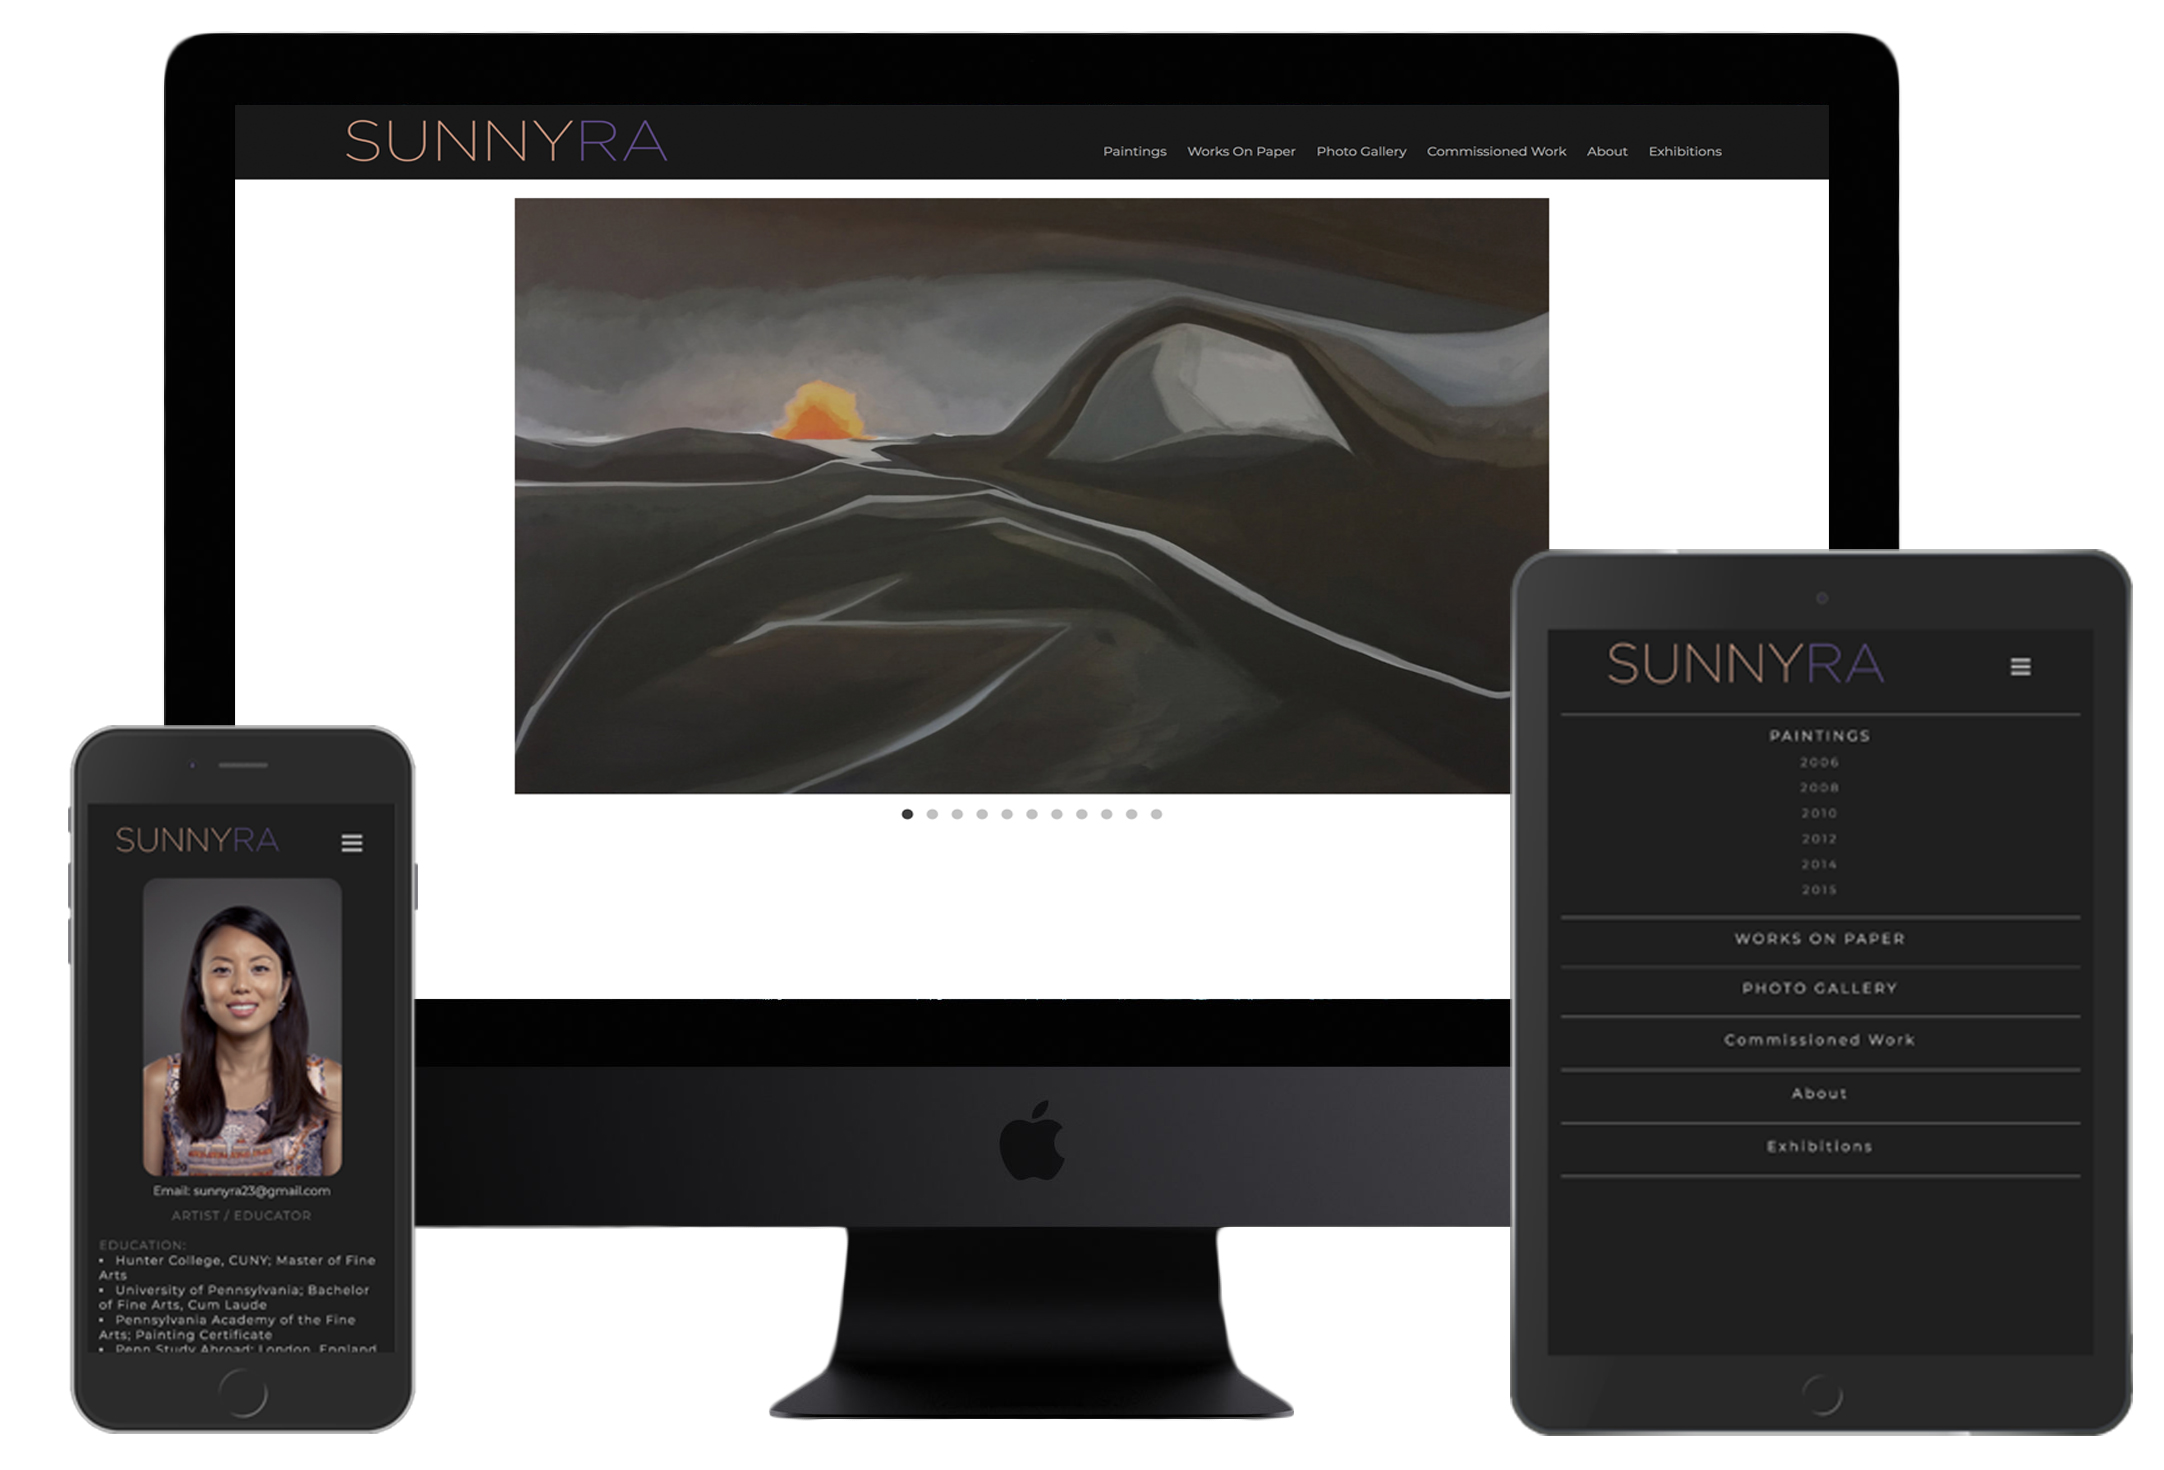 SUNNYRA
Paintings Works On Paper Photo Gallery Commissioned Work About Exhibitions
SUNNYRA
Email: sunnyra23@gmail.com
ARTIST / EDUCATOR
EDUCATION:
• Hunter College, CUNY; Master of Fine
Arts
• University of Pennsylvania; Bachelor
of Fine Arts, Cum Laude
• Pennsylvania Academy of the Fine
Arts; Painting Certificate
• Penn Study Abroad: London, England
SUNNYRA
PAINTINGS
2006
2008
2010
2012
2014
2015
WORKS ON PAPER
PHOTO GALLERY
Commissioned Work
About
Exhibitions